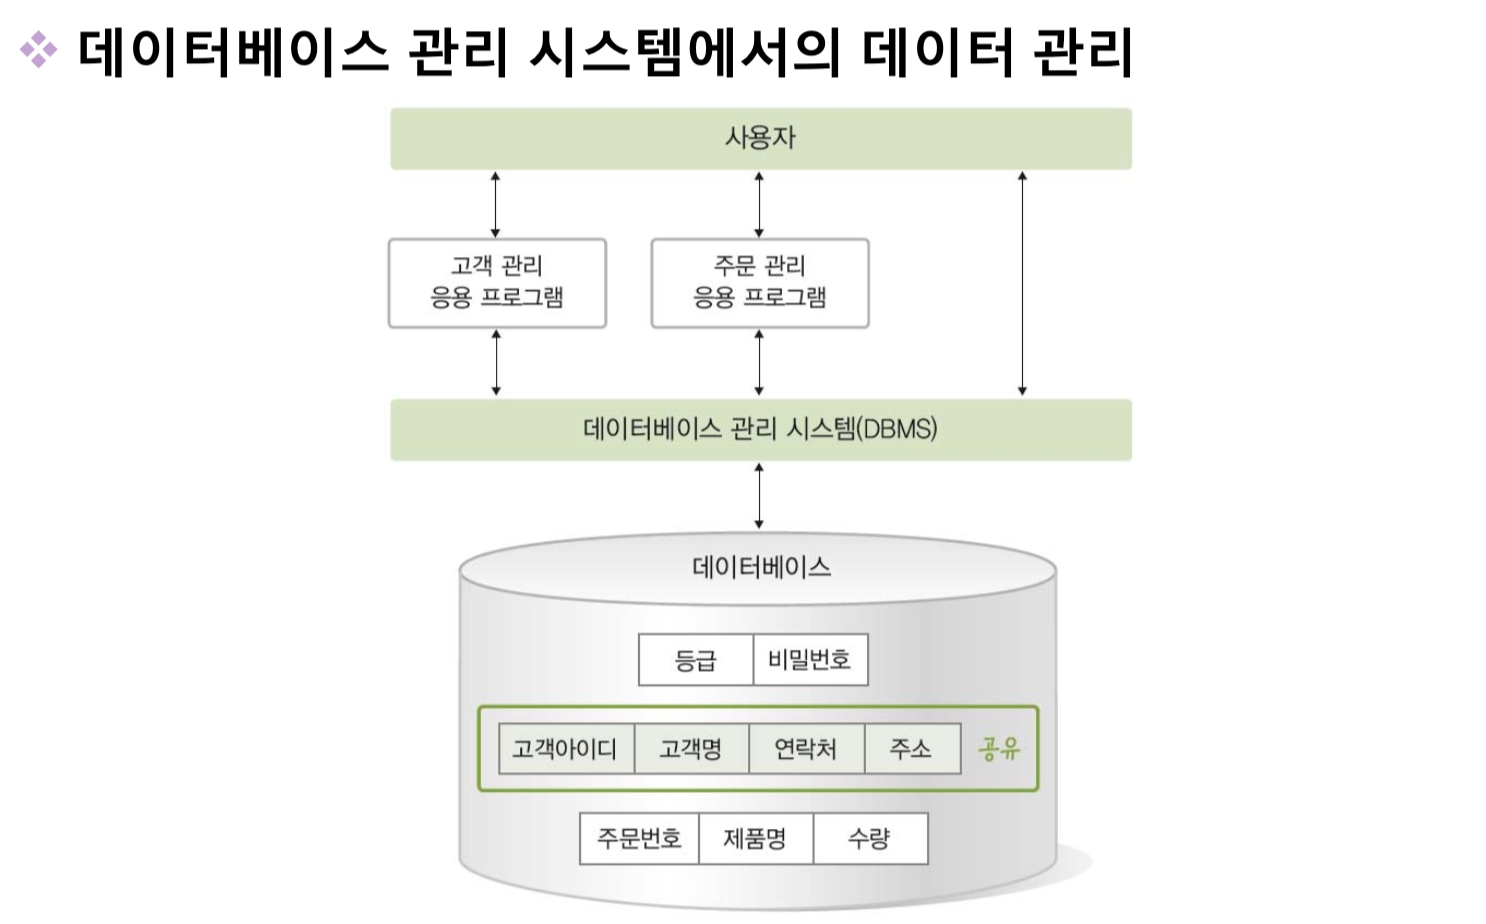 데이터베이스 관리 시스템에서의 데이터 관리
사용자
고객 관리
응용 프로그램
주문 관리
응용 프로그램
데이터베이스 관리 시스템(DBMS)
데이터베이스
등급 비밀번호
고객아이디 고객명 연락처 주소 공유
주문번호 제품명 수량